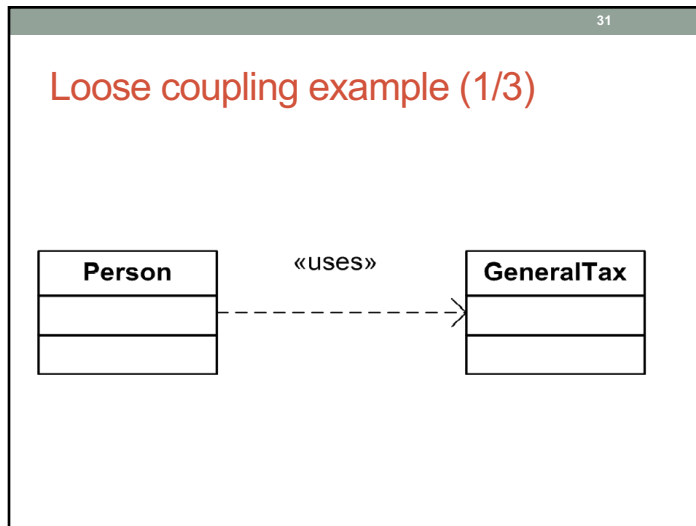 31
Loose coupling example (1/3)
Person
«uses»
GeneralTax